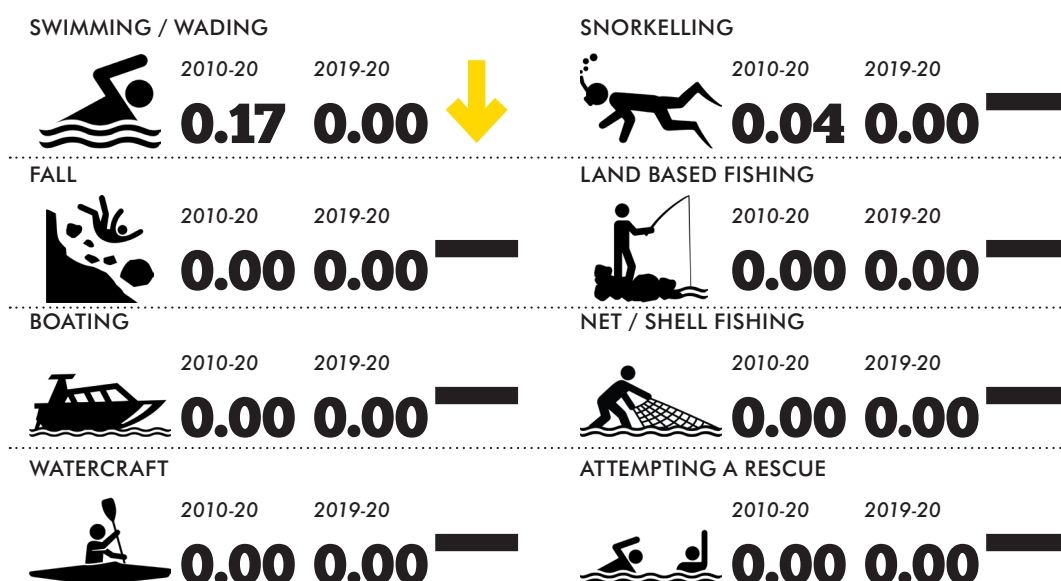 SWIMMING / WADING
2010-20 2019-20
0.17 0.00
SNORKELLING
2010-20 2019-20
0.04 0.00
FALL
2010-20 2019-20
0.00 0.00
LAND BASED FISHING
2010-20 2019-20
0.00 0.00
BOATING
2010-20 2019-20
0.00 0.00
NET / SHELL FISHING
2010-20 2019-20
0.00 0.00
WATERCRAFT
2010-20 2019-20
0.00 0.00
ATTEMPTING A RESCUE
2010-20 2019-20
0.00 0.00